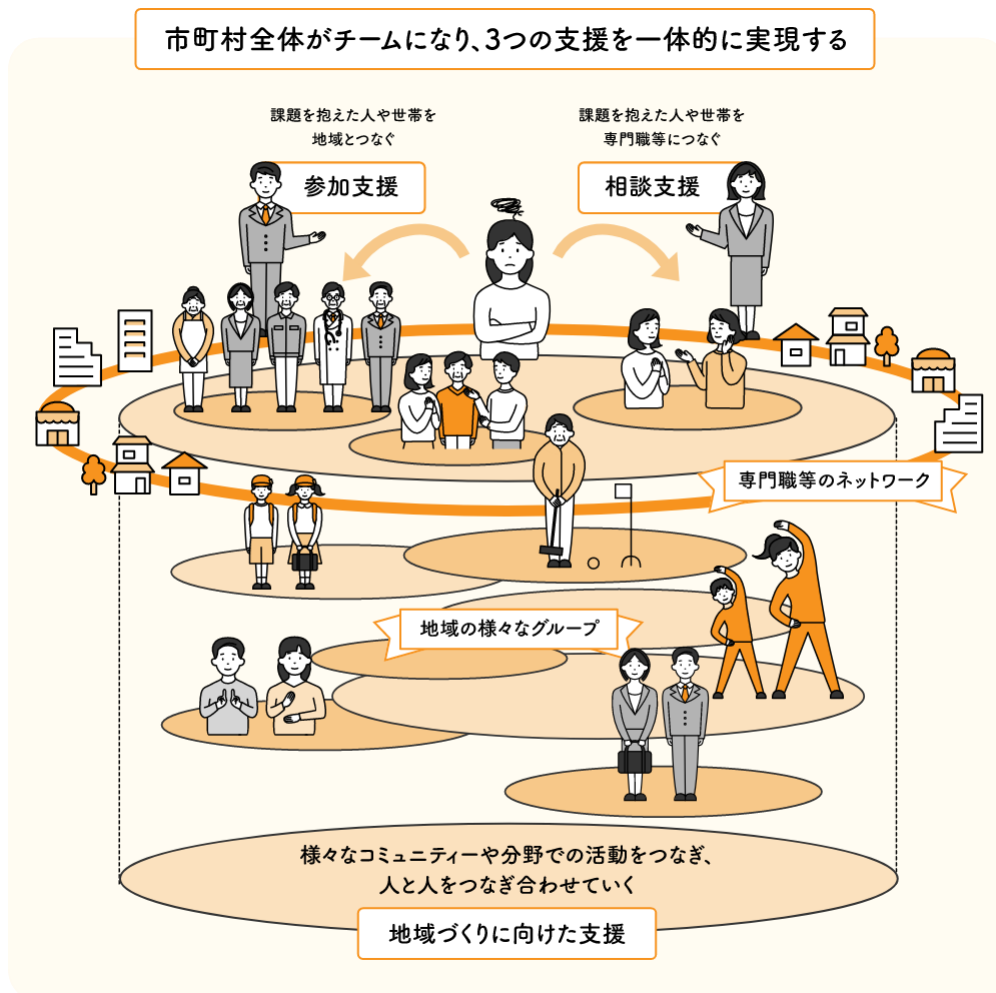 市町村全体がチームになり、3つの支援を一体的に実現する
課題を抱えた人や世帯を
地域とつなぐ
参加支援
課題を抱えた人や世帯を
専門職等につなぐ
相談支援
専門職等のネットワーク
地域の様々なグループ
様々なコミュニティーや分野での活動をつなぎ、
人と人をつなぎ合わせていく
地域づくりに向けた支援